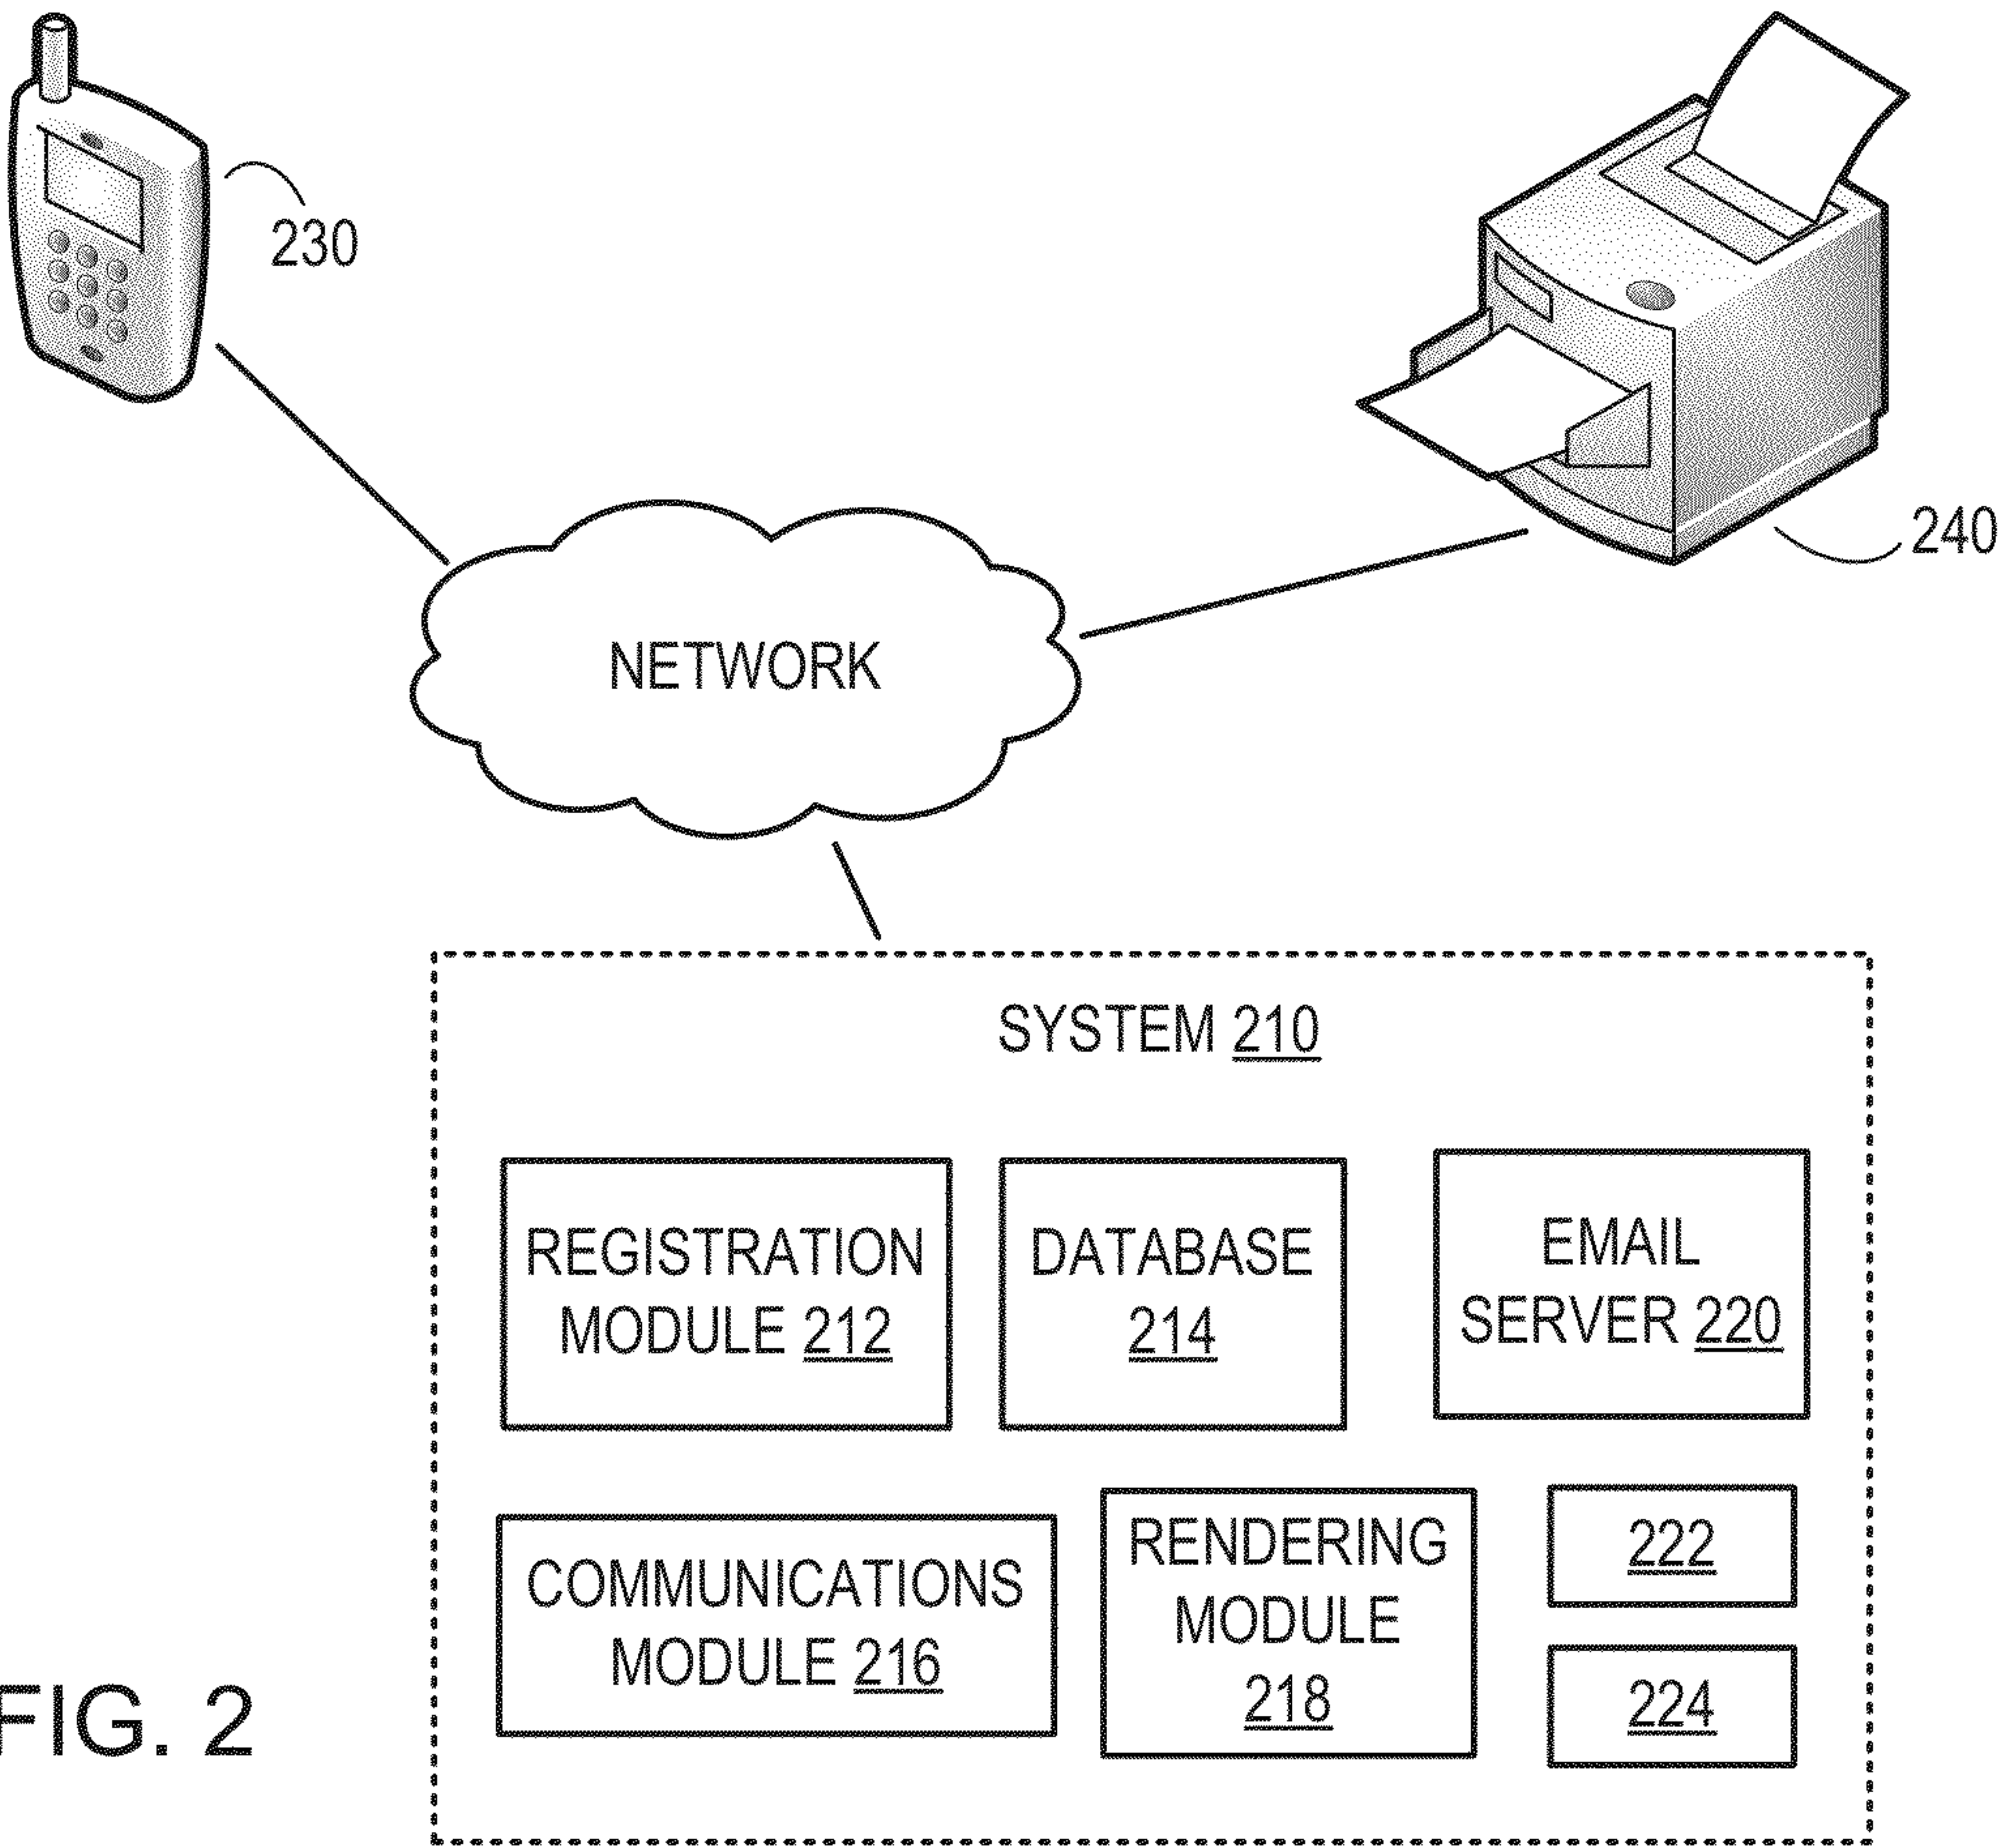 230
240
NETWORK
SYSTEM 210
REGISTRATION
MODULE 212
DATABASE
214
EMAIL
SERVER 220
COMMUNICATIONS
MODULE 216
RENDERING
MODULE
218
222
224
FIG. 2